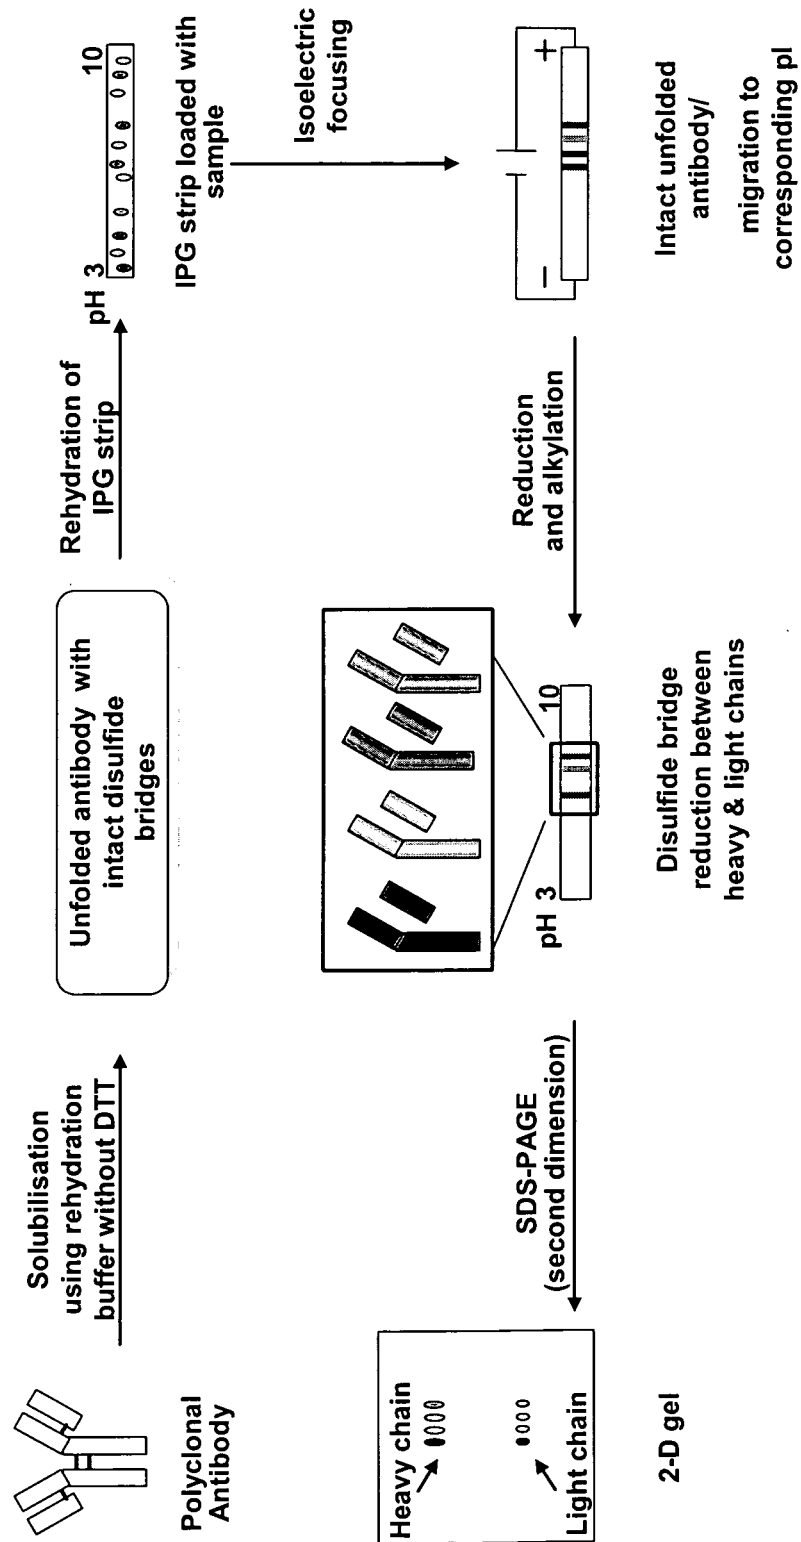 Polyclonal
Antibody
Solubilisation
using rehydration
buffer without DTT
Unfolded antibody with
intact disulfide
bridges
Rehydration of
IPG strip
pH 3
10
IPG strip loaded with
sample
Isoelectric
focusing
−
+
Intact unfolded
antibody/
migration to
corresponding pI
Reduction
and alkylation
pH 3
10
Disulfide bridge
reduction between
heavy & light chains
SDS-PAGE
(second dimension)
Heavy chain
Light chain
2-D gel